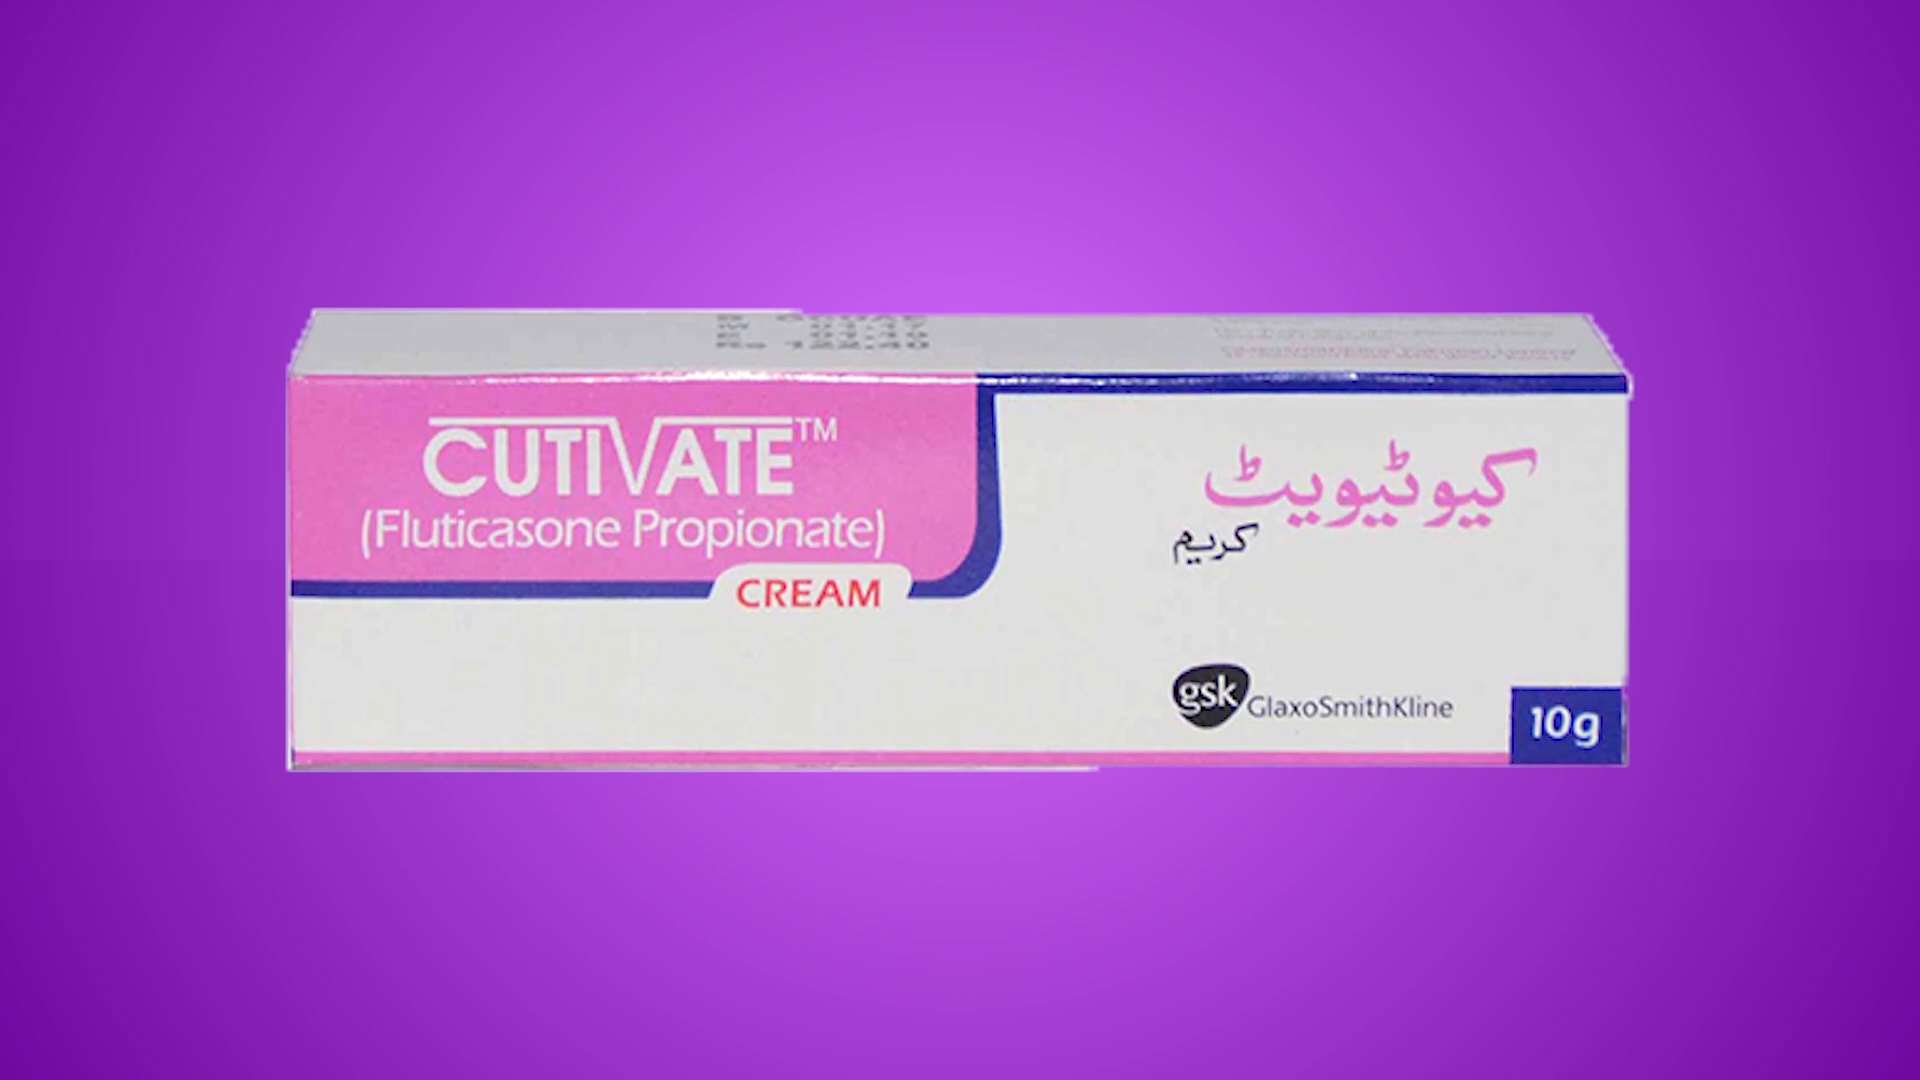 CUTIVATE™
(Fluticasone Propionate)
CREAM
کیوٹیویٹ
کریم
gsk GlaxoSmithKline
10g